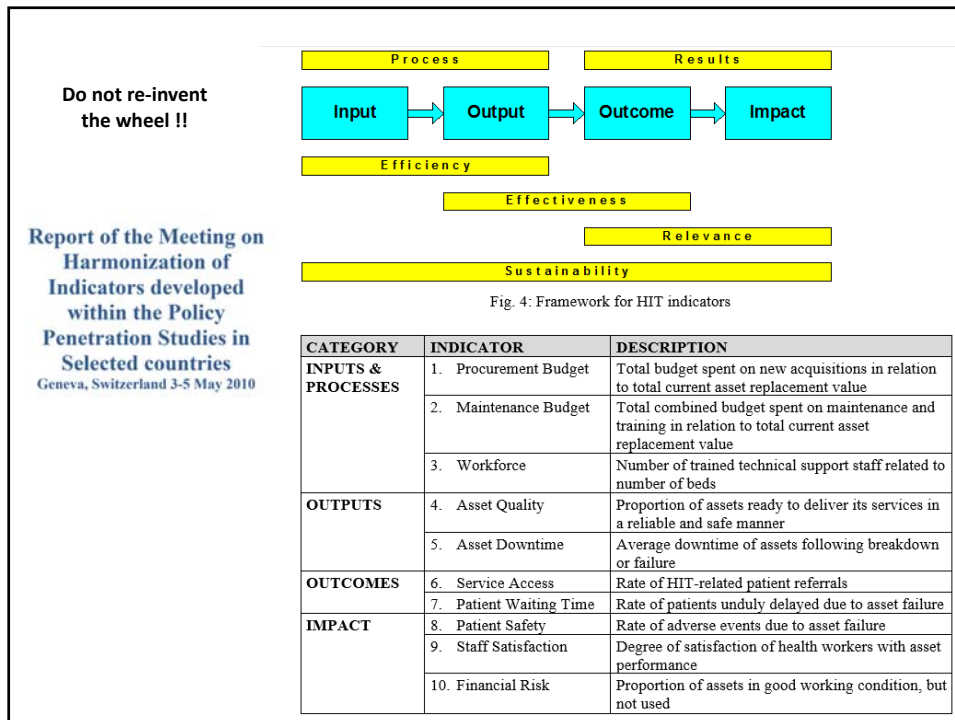 Do not re-invent
the wheel !!
Report of the Meeting on
Harmonization of
Indicators developed
within the Policy
Penetration Studies in
Selected countries
Geneva, Switzerland 3-5 May 2010
Process Results
Input Output Outcome Impact
Efficiency
Effectiveness
Relevance
Sustainability
Fig. 4: Framework for HIT indicators
CATEGORY INDICATOR DESCRIPTION
INPUTS & PROCESSES 1. Procurement Budget Total budget spent on new acquisitions in relation
to total current asset replacement value
2. Maintenance Budget Total combined budget spent on maintenance and
training in relation to total current asset
replacement value
3. Workforce Number of trained technical support staff related to
number of beds
OUTPUTS 4. Asset Quality Proportion of assets ready to deliver its services in
a reliable and safe manner
5. Asset Downtime Average downtime of assets following breakdown
or failure
OUTCOMES 6. Service Access Rate of HIT-related patient referrals
7. Patient Waiting Time Rate of patients unduly delayed due to asset failure
IMPACT 8. Patient Safety Rate of adverse events due to asset failure
9. Staff Satisfaction Degree of satisfaction of health workers with asset
performance
10. Financial Risk Proportion of assets in good working condition, but
not used